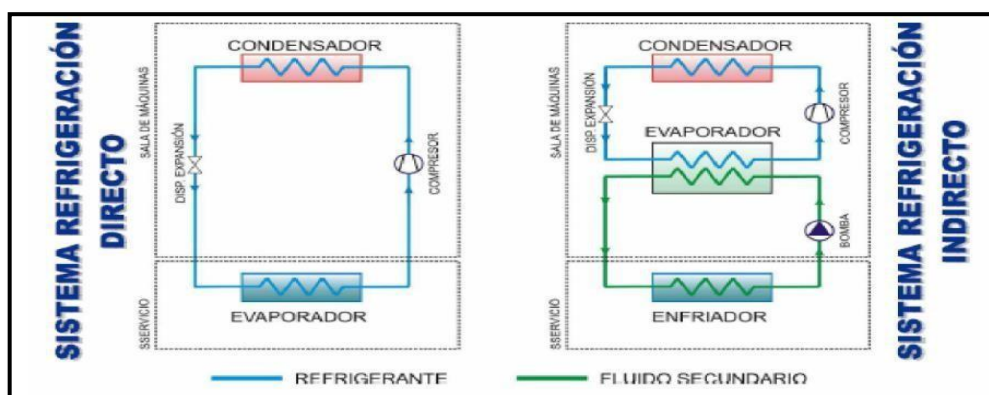 SISTEMA REFRIGERACIÓN
DIRECTO
SALA DE MÁQUINAS
CONDENSADOR
DISP. EXPANSIÓN
COMPRESOR
SSERVICIO
EVAPORADOR
SALA DE MÁQUINAS
CONDENSADOR
DISP. EXPANSIÓN
COMPRESOR
EVAPORADOR
BOMBA
SSERVICIO
ENFRIADOR
SISTEMA REFRIGERACIÓN
INDIRECTO
REFRIGERANTE
FLUIDO SECUNDARIO